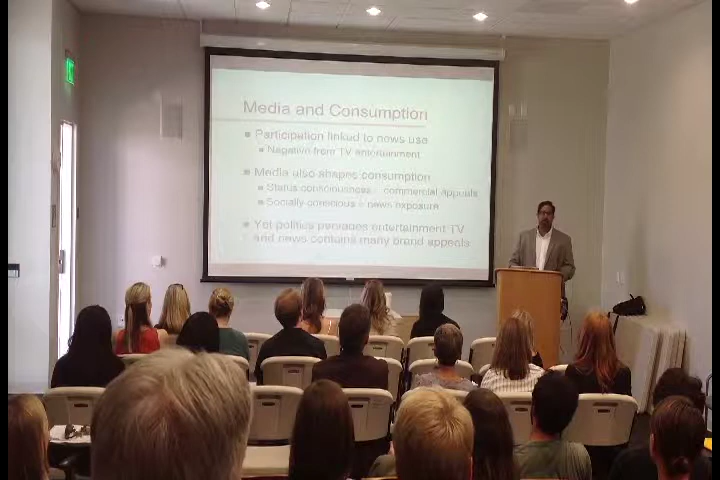 Media and Consumption
Participation linked to news use
Negative from TV entertainment
Media also shapes consumption
Status consciousness - commercial appeals
Socially-conscious - news exposure
Yet politics pervades entertainment TV
and news contains many brand appeals